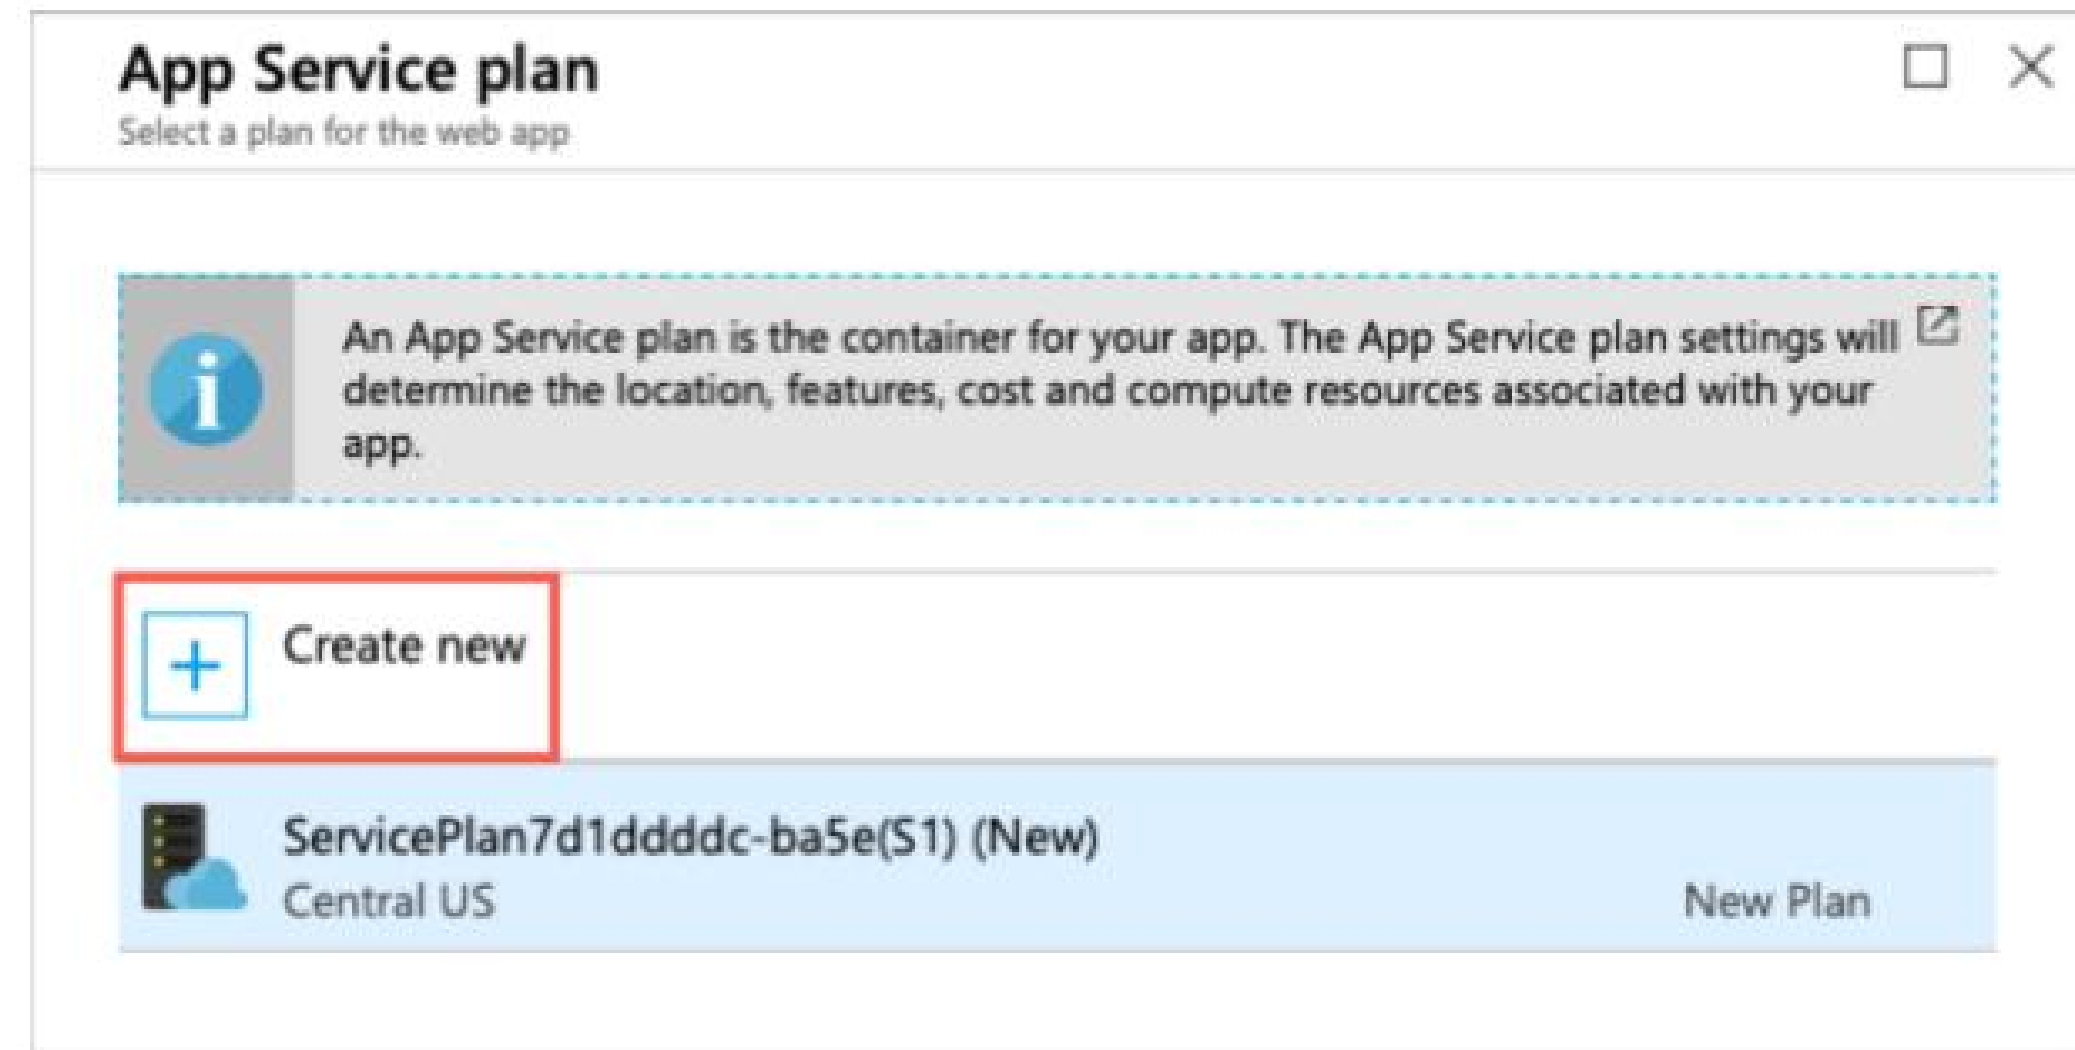 App Service plan
Select a plan for the web app
An App Service plan is the container for your app. The App Service plan settings will
determine the location, features, cost and compute resources associated with your
app.
Create new
ServicePlan7d1ddddc-ba5e(S1) (New)
Central US
New Plan